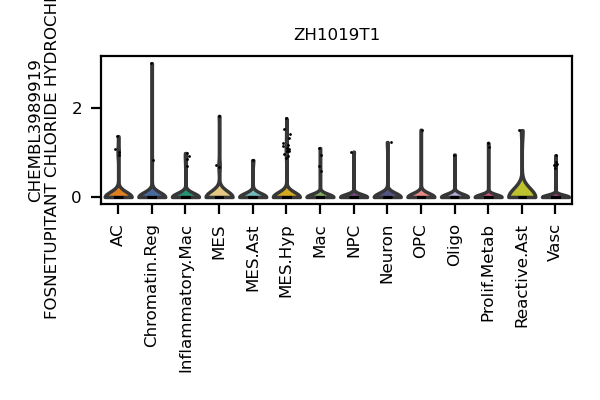 ZH1019T1
CHEMBL3989919
FOSNETUPITANT CHLORIDE
2
0
AC
Chromatin.Reg
Inflammatory.Mac
MES
MES.Ast
MES.Hyp
Mac
NPC
Neuron
OPC
Oligo
Prolif.Metab
Reactive.Ast
Vasc